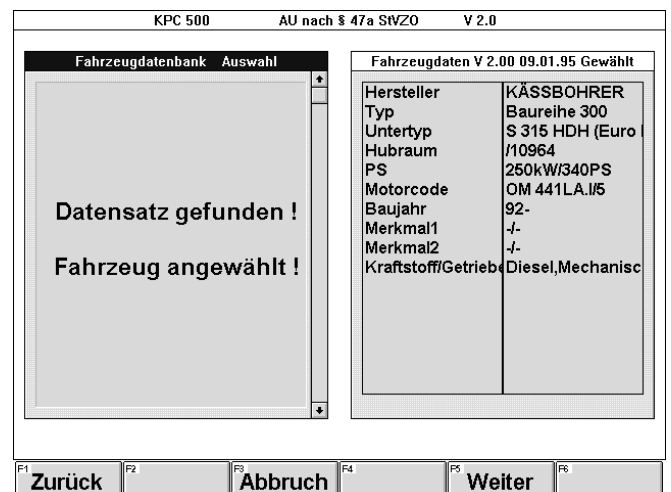 KPC 500 AU nach § 47a StVZO V 2.0
Fahrzeugdatenbank Auswahl
Datensatz gefunden !
Fahrzeug angewählt !
Fahrzeugdaten V 2.00 09.01.95 Gewählt
Hersteller KÄSSBOHRER
Typ Baureihe 300
Untertyp S 315 HDH (Euro I
Hubraum /10964
PS 250kW/340PS
Motorcode OM 441LA.I/5
Baujahr 92-
Merkmal1 -/-
Merkmal2 -/-
Kraftstoff/Getriebe Diesel,Mechanisc
F1 Zurück F2 F3 Abbruch F4 F5 Weiter F6